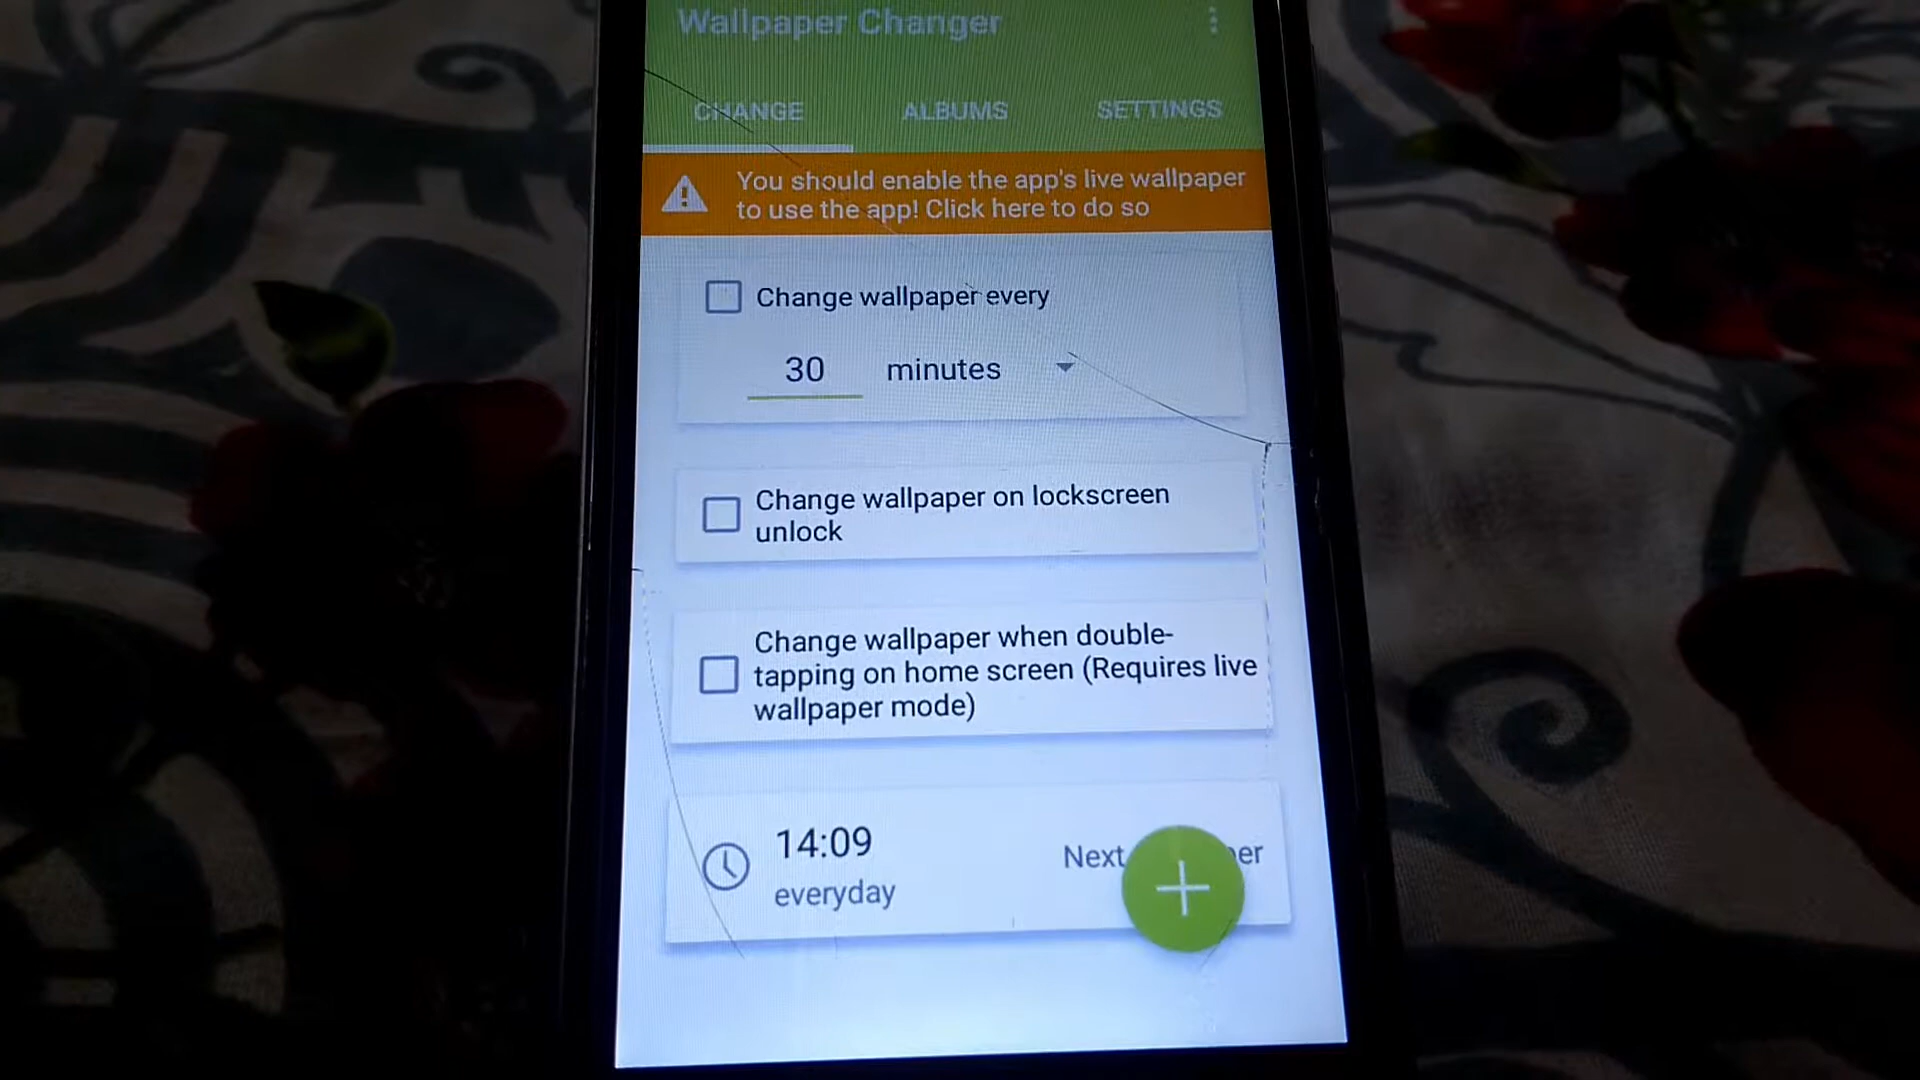 Wallpaper Changer
CHANGE ALBUMS SETTINGS
You should enable the app's live wallpaper
to use the app! Click here to do so
Change wallpaper every
30 minutes
Change wallpaper on lockscreen
unlock
Change wallpaper when double-
tapping on home screen (Requires live
wallpaper mode)
14:09
Next
everyday